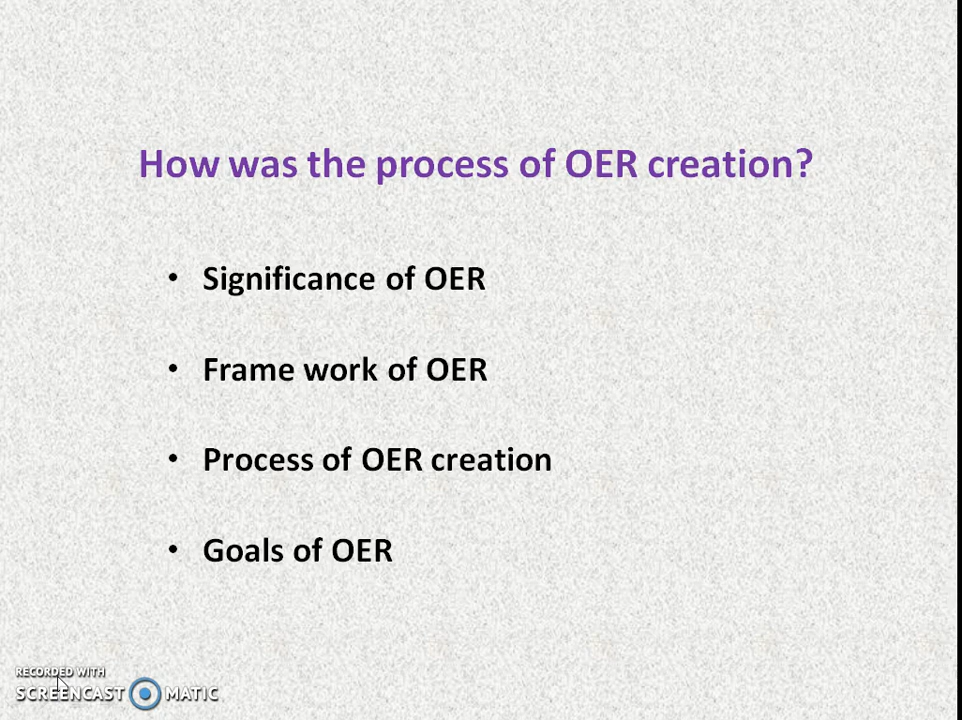 How was the process of OER creation?
• Significance of OER
• Frame work of OER
• Process of OER creation
• Goals of OER
RECORDED WITH
SCREENCAST MATIC